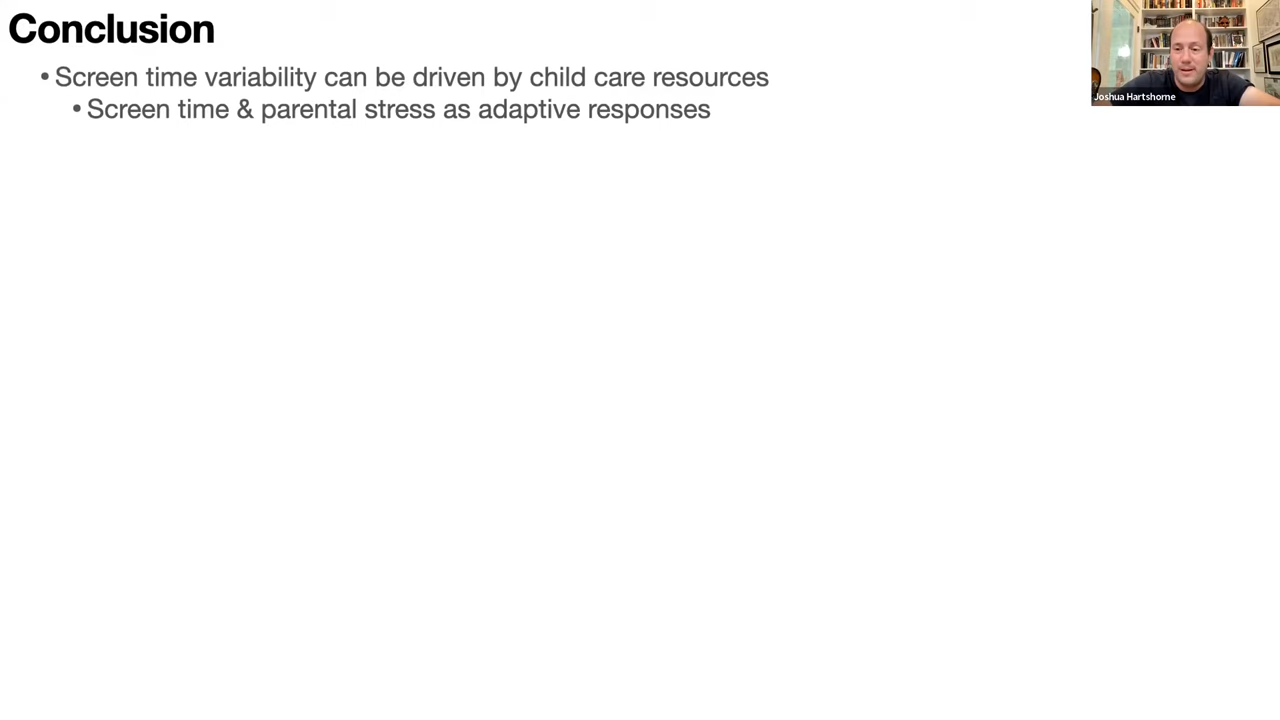 Conclusion
• Screen time variability can be driven by child care resources
• Screen time & parental stress as adaptive responses
Joshua Hartshorne